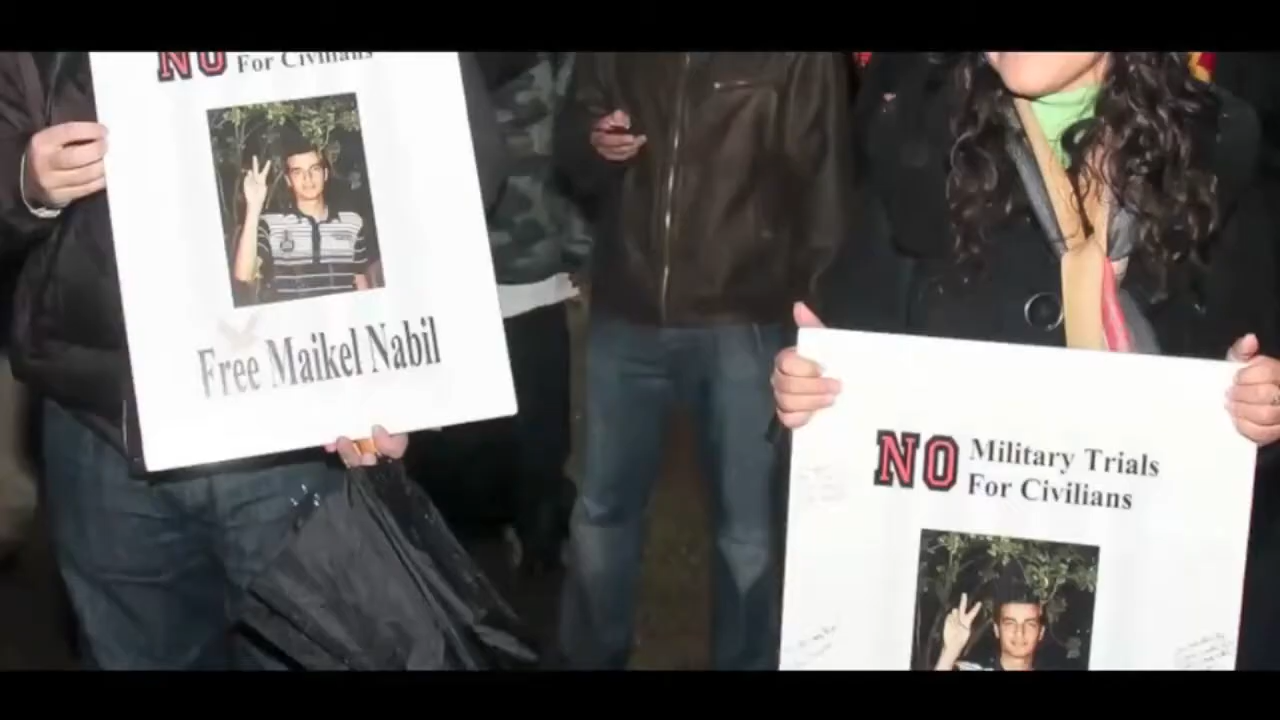 NO For Civilians
Free Maikel Nabil
NO Military Trials
For Civilians